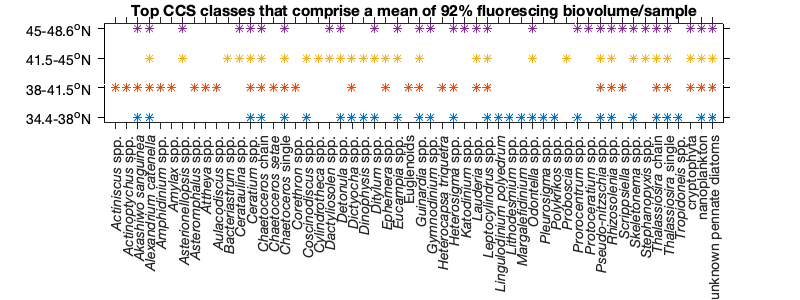 Top CCS classes that comprise a mean of 92% fluorescing biovolume/sample
45-48.6°N
41.5-45°N
38-41.5°N
34.4-38°N
Actiniscus spp.
Actinoptychus spp.
Akashiwo sanguinea
Alexandrium catenella
Amphidinium spp.
Amylax spp.
Asterionellopsis spp.
Asteromphalus spp.
Attheya spp.
Aulacodiscus spp.
Bacteriastrum spp.
Cerataulina spp.
Ceratium spp.
Chaetoceros chain
Chaetoceros setae
Chaetoceros single
Corethron spp.
Coscinodiscus spp.
Cylindrotheca spp.
Dactyliosolen spp.
Detonula spp.
Dictyocha spp.
Dinophysis spp.
Ditylum spp.
Ephemera spp.
Eucampia spp.
Euglenoids
Guinardia spp.
Gymnodinium spp.
Heterocapsa triquetra
Heterosigma spp.
Katodinium spp.
Lauderia spp.
Leptocylindrus spp.
Lingulodinium polyedrum
Lithodesmium spp.
Margalefidinium spp.
Odontella spp.
Pleurosigma spp.
Polykrikos spp.
Proboscia spp.
Prorocentrum spp.
Protoperidinium spp.
Pseudo-nitzschia spp.
Rhizosolenia spp.
Scrippsiella spp.
Skeletonema spp.
Stephanopyxis spp.
Thalassiosira chain
Thalassiosira single
Tropidoneis spp.
cryptophyta
nanoplankton
unknown pennate diatoms